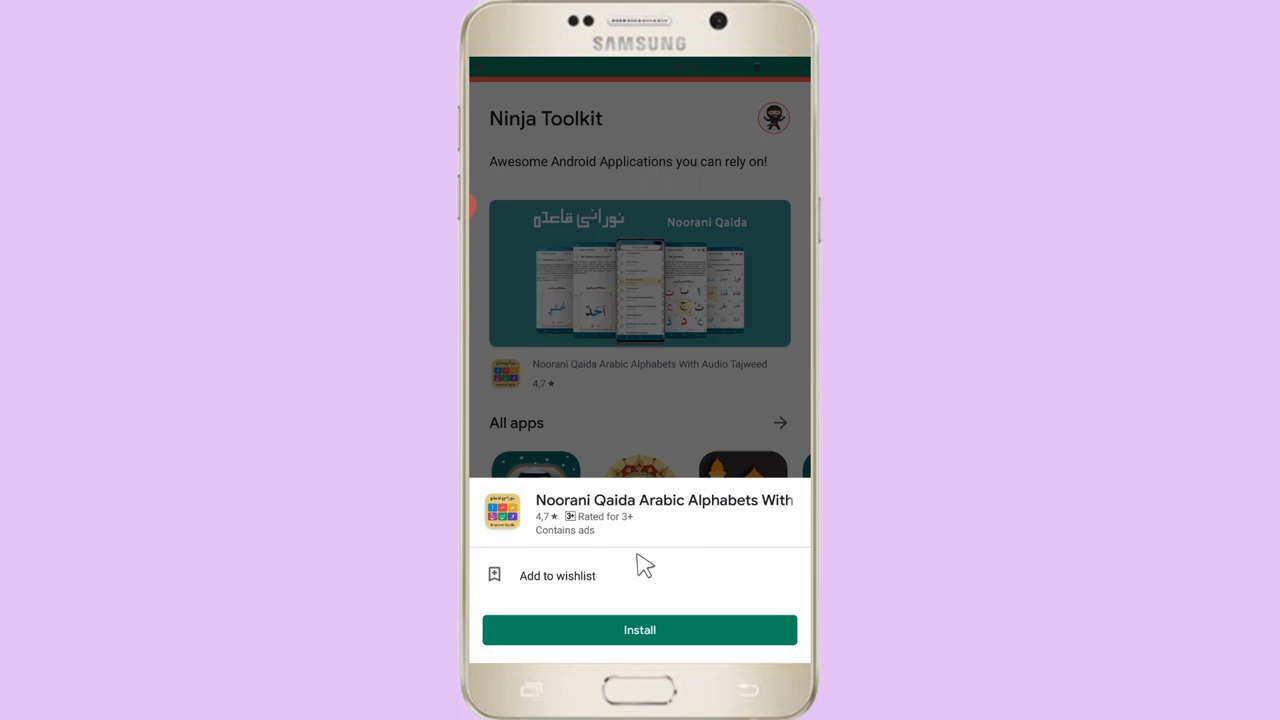 SAMSUNG
Ninja Toolkit
Awesome Android Applications you can rely on!
نورانی قاعدہ
Noorani Qaida
Noorani Qaida Arabic Alphabets With Audio Tajweed
4,7★
All apps
Noorani Qaida Arabic Alphabets With
4,7★ 3+ Rated for 3+
Contains ads
Add to wishlist
Install